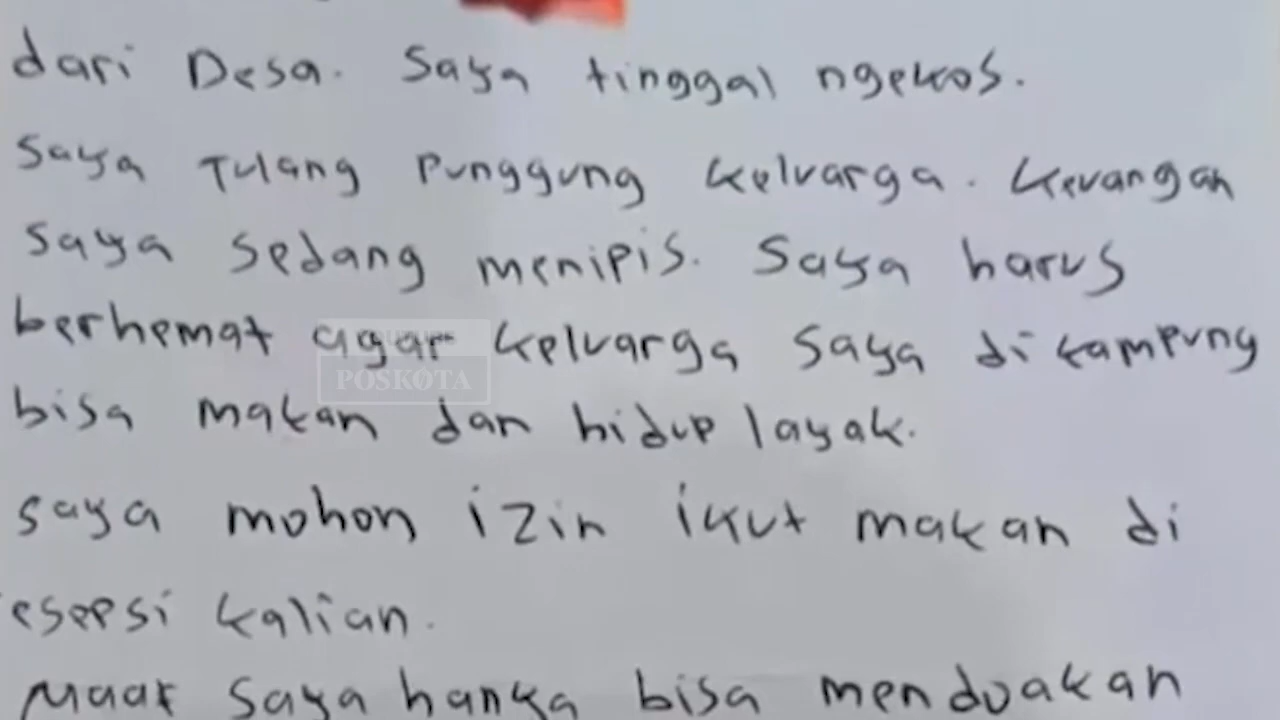 dari Desa. Saya tinggal ngekos.
Saya Tulang Punggung Keluarga. Keuangan
Saya Sedang menipis. Saya harus
berhemat agar Keluarga Saya di Kampung
POSKOTA
bisa makan dan hidup layak.
Saya mohon izin ikut makan di
esepsi Kalian.
Maaf Saya hanya bisa mendoakan